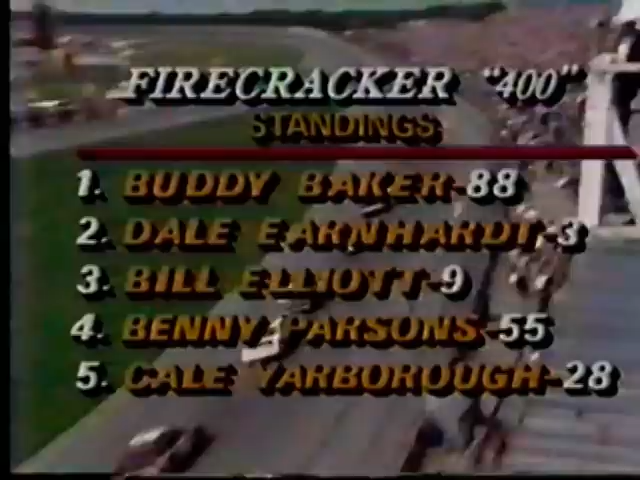 FIRECRACKER "400"
STANDINGS
1. BUDDY BAKER-88
2. DALE EARNHARDT-3
3. BILL ELLIOTT-9
4. BENNY PARSONS-55
5. CALE YARBOROUGH-28